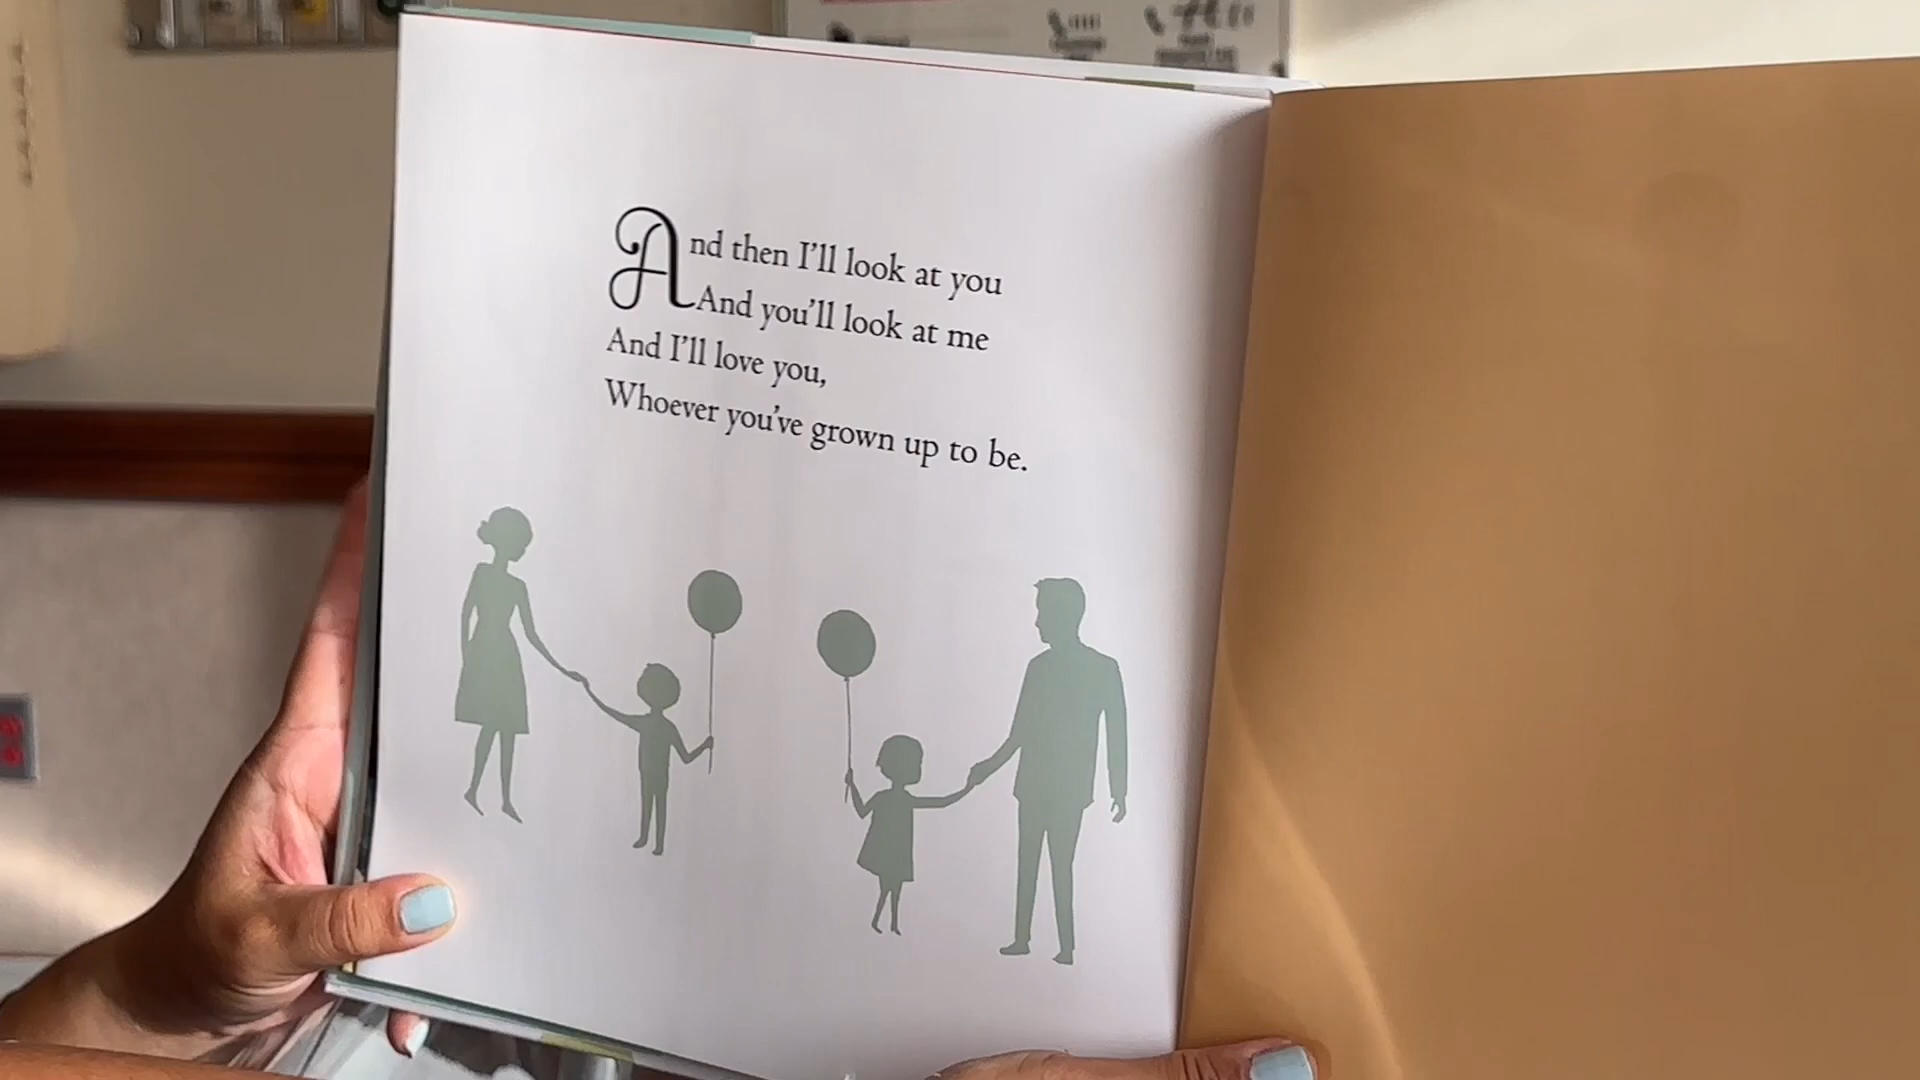 And then I'll look at you
And you'll look at me
And I'll love you,
Whoever you've grown up to be.